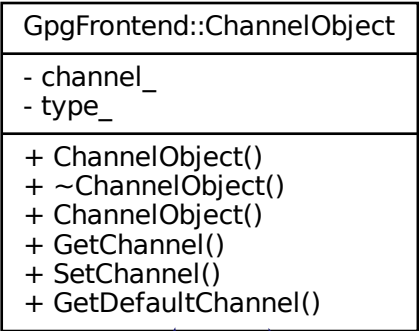 GpgFrontend::ChannelObject
- channel_
- type_
+ ChannelObject()
+ ~ChannelObject()
+ ChannelObject()
+ GetChannel()
+ SetChannel()
+ GetDefaultChannel()